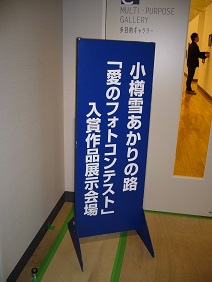 MULTI-PURPOSE
GALLERY
多目的ギャラリー
小樽雪あかりの路
「愛のフォトコンテスト」
入賞作品展示会場